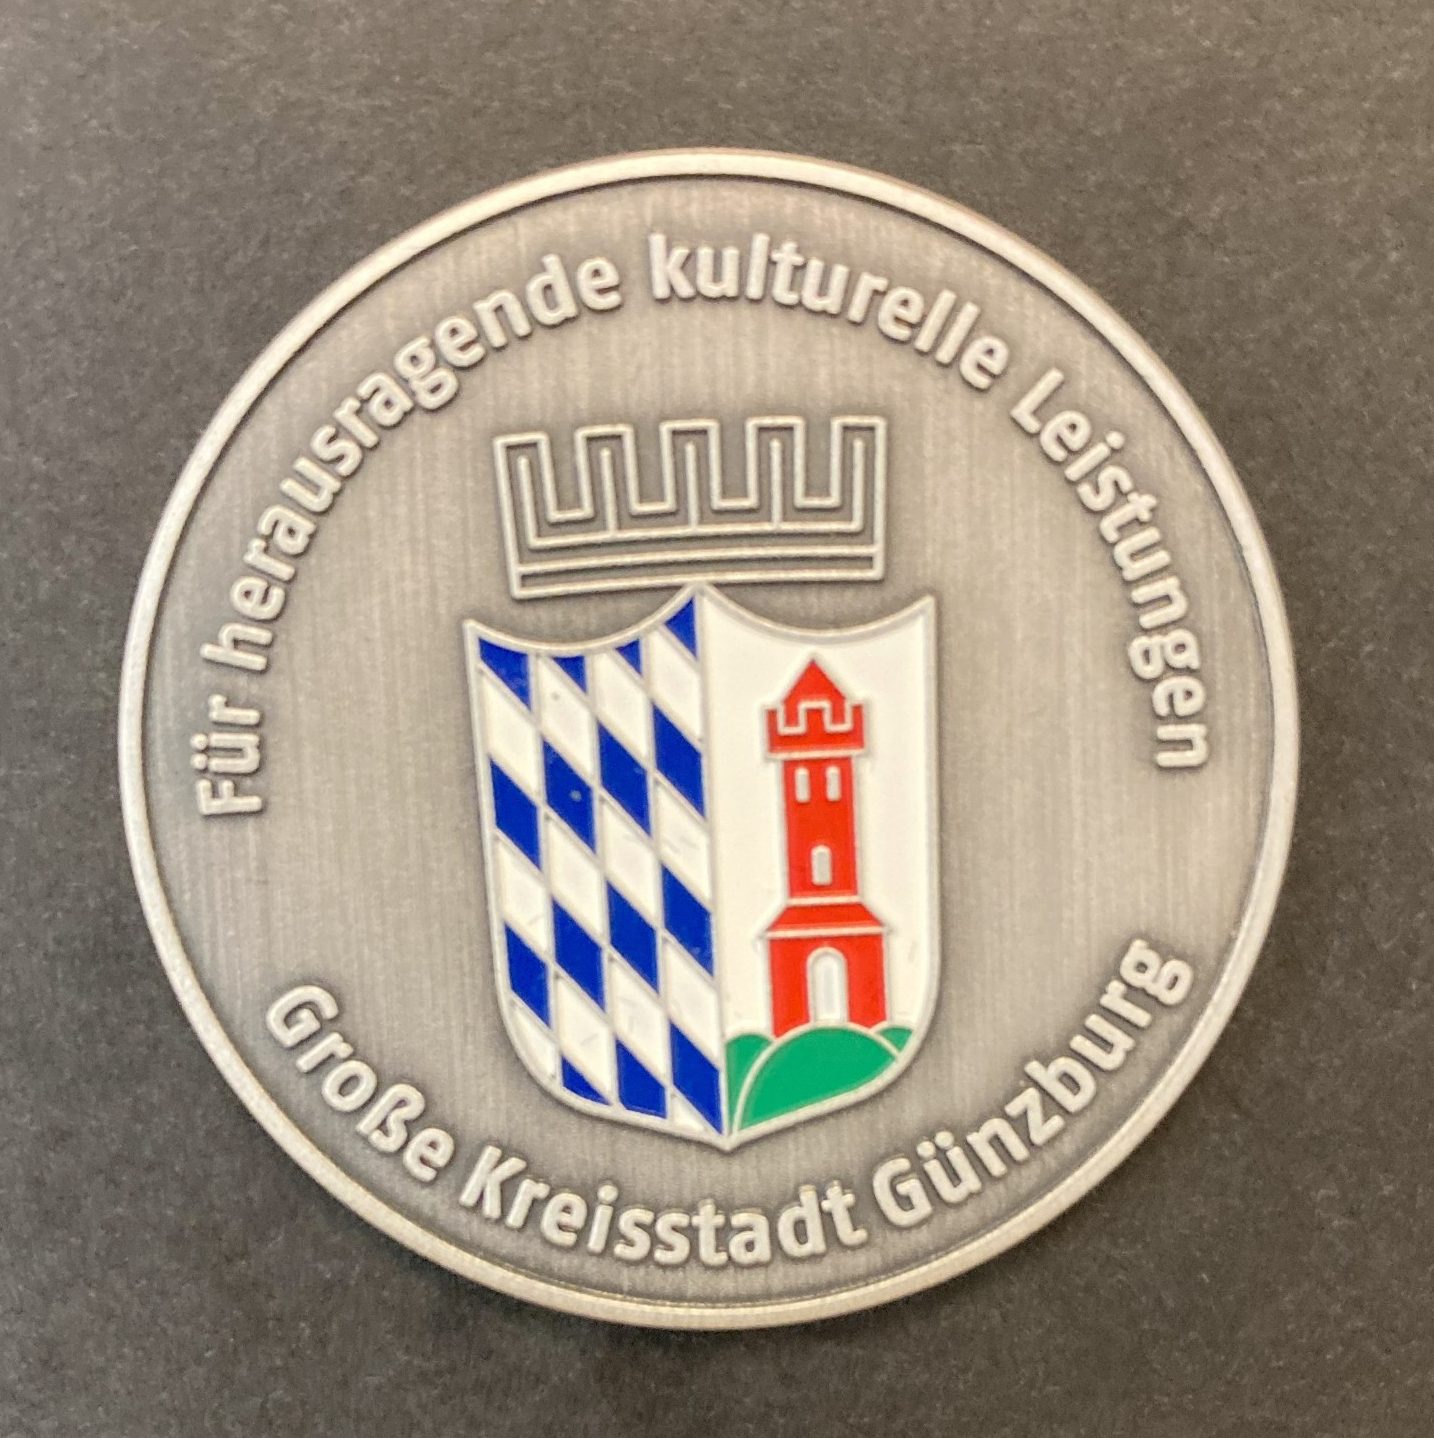 Für herausragende kulturelle Leistungen
Große Kreisstadt Günzburg